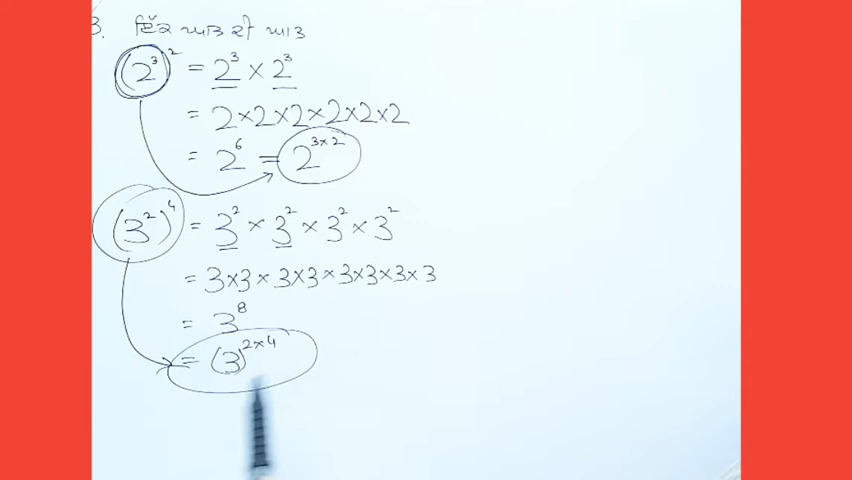 3. ਇੱਕ ਘਾਤ ਦੀ ਘਾਤ
(2³)² = 2³ × 2³
= 2×2×2×2×2×2
= 2⁶ = 2³ˣ²
(3²)⁴ = 3² × 3² × 3² × 3²
= 3×3×3×3×3×3×3×3
= 3⁸
= (3)²ˣ⁴